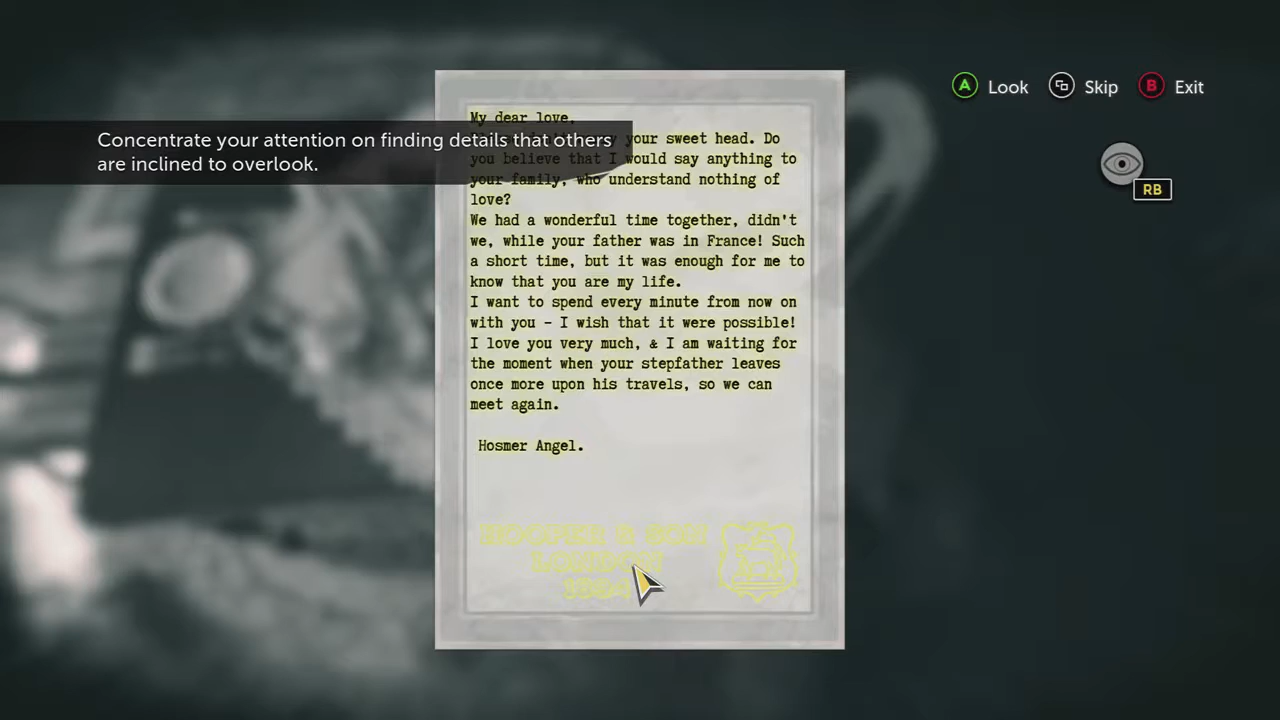 A Look
Skip
B Exit
Concentrate your attention on finding details that others
are inclined to overlook.
RB
My dear love,
your sweet head. Do
you believe that I would say anything to
your family, who understand nothing of
love?
We had a wonderful time together, didn't
we, while your father was in France! Such
a short time, but it was enough for me to
know that you are my life.
I want to spend every minute from now on
with you - I wish that it were possible!
I love you very much, & I am waiting for
the moment when your stepfather leaves
once more upon his travels, so we can
meet again.
Hosmer Angel.
HOOPER & SON
LONDON